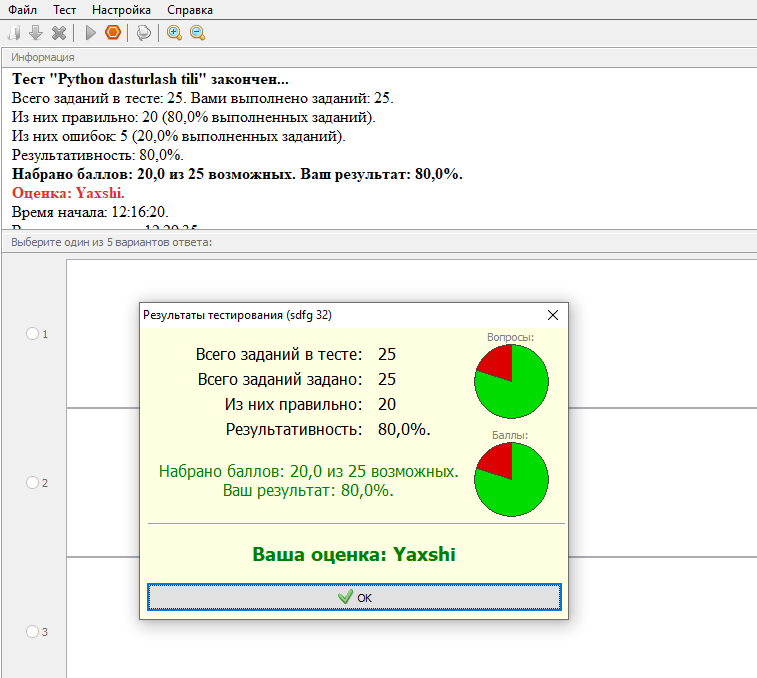 Файл Тест Настройка Справка
Информация
Тест "Python dasturlash tili" закончен...
Всего заданий в тесте: 25. Вами выполнено заданий: 25.
Из них правильно: 20 (80,0% выполненных заданий).
Из них ошибок: 5 (20,0% выполненных заданий).
Результативность: 80,0%.
Набрано баллов: 20,0 из 25 возможных. Ваш результат: 80,0%.
Оценка: Yaxshi.
Время начала: 12:16:20.
Выберите один из 5 вариантов ответа:
1
2
3
Результаты тестирования (sdfg 32)
Всего заданий в тесте: 25
Всего заданий задано: 25
Из них правильно: 20
Результативность: 80,0%.
Вопросы:
Баллы:
Набрано баллов: 20,0 из 25 возможных.
Ваш результат: 80,0%.
Ваша оценка: Yaxshi
OK